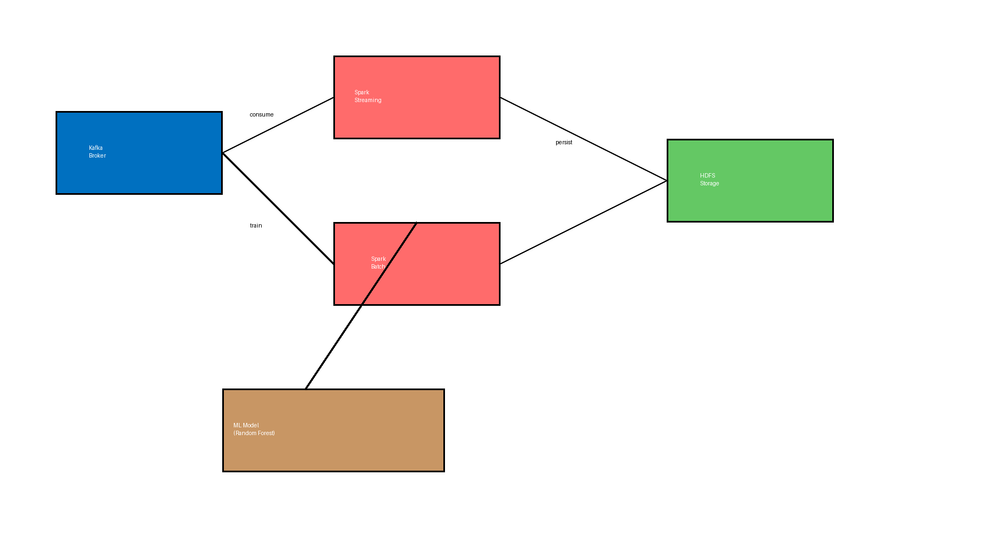 Spark
Streaming
consume
Kafka
Broker
persist
HDFS
Storage
train
Spark
Batch
ML Model
(Random Forest)